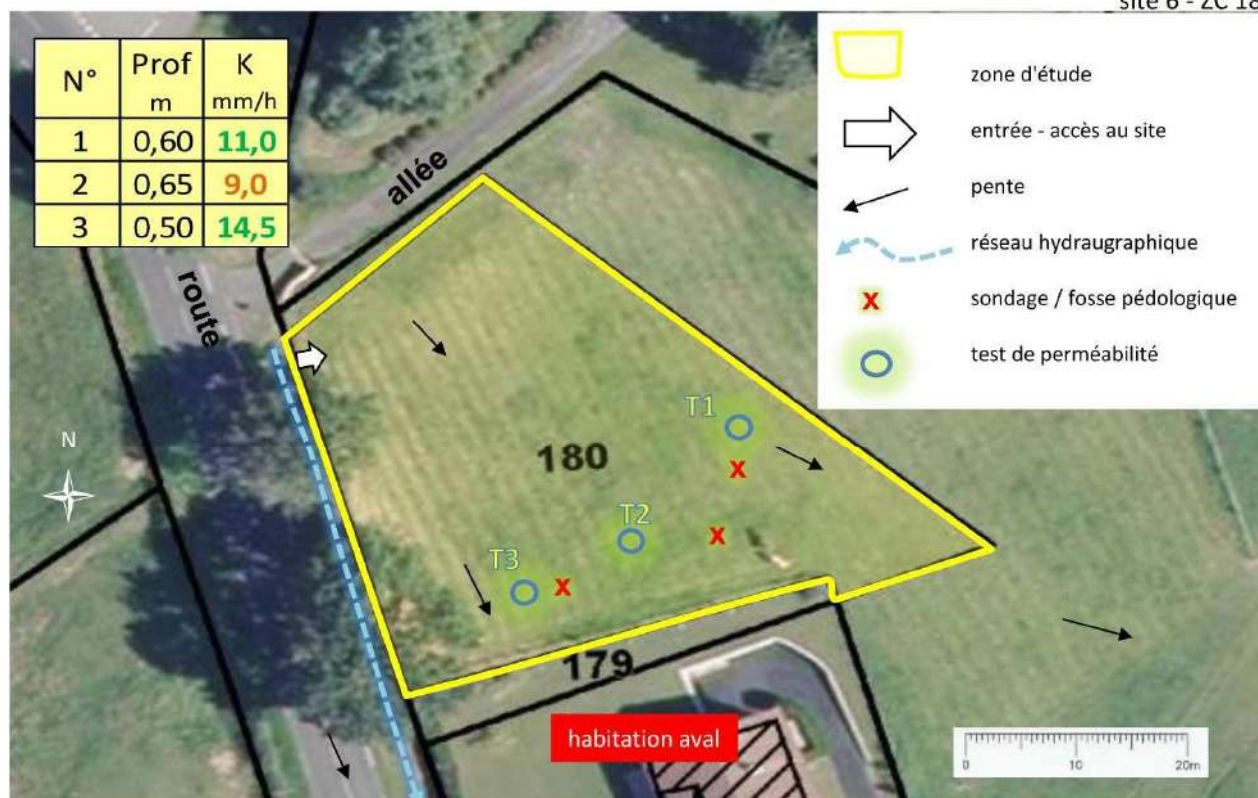 site 6 - ZC 18
N° Prof m K mm/h
1 0,60 11,0
2 0,65 9,0
3 0,50 14,5
zone d'étude
entrée - accès au site
pente
réseau hydraugraphique
sondage / fosse pédologique
test de perméabilité
allée
route
N
T1
180
T2
T3
179
habitation aval
0 10 20m